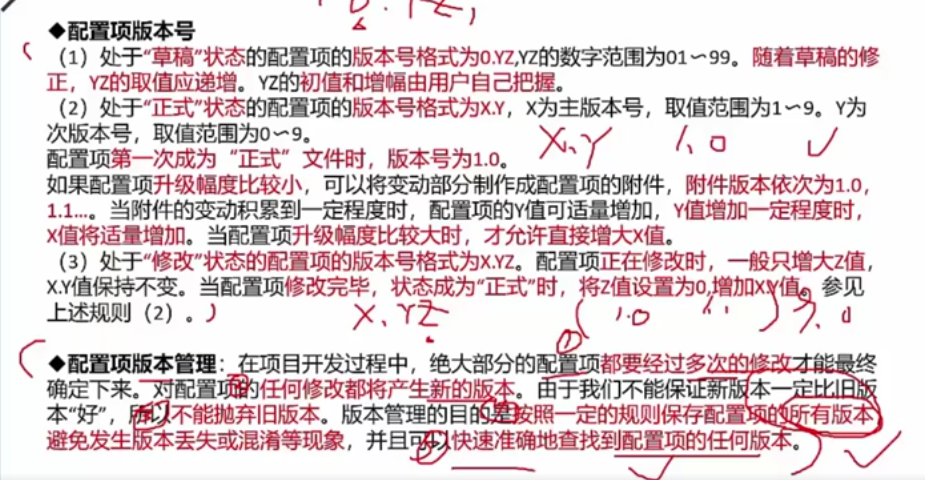 ◆配置项版本号
（1）处于“草稿”状态的配置项的版本号格式为0.YZ,YZ的数字范围为01～99。随着草稿的修
正，YZ的取值应递增。YZ的初值和增幅由用户自己把握。
（2）处于“正式”状态的配置项的版本号格式为X.Y，X为主版本号，取值范围为1～9。Y为
次版本号，取值范围为0～9。
X.Y 1.0
配置项第一次成为“正式”文件时，版本号为1.0。
如果配置项升级幅度比较小，可以将变动部分制作成配置项的附件，附件版本依次为1.0，
1.1…。当附件的变动积累到一定程度时，配置项的Y值可适量增加，Y值增加一定程度时，
X值将适量增加。当配置项升级幅度比较大时，才允许直接增大X值。
（3）处于“修改”状态的配置项的版本号格式为X.YZ。配置项正在修改时，一般只增大Z值，
X.Y值保持不变。当配置项修改完毕，状态成为“正式”时，将Z值设置为0,增加X.Y值。参见
上述规则（2）。
X.YZ 1.0 1.1
◆配置项版本管理：在项目开发过程中，绝大部分的配置项都要经过多次的修改才能最终
确定下来。对配置项的任何修改都将产生新的版本。由于我们不能保证新版本一定比旧版
本“好”，所以不能抛弃旧版本。版本管理的目的是按照一定的规则保存配置项的所有版本
避免发生版本丢失或混淆等现象，并且可以快速准确地查找到配置项的任何版本。